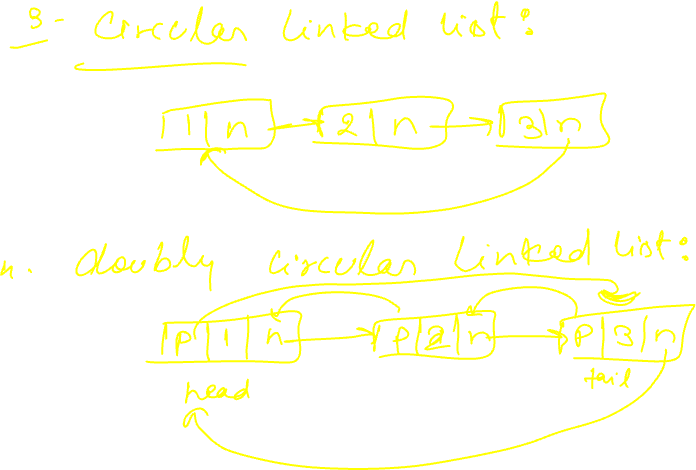 3- Circular Linked List:
1 n 2 n 3 n
4. doubly circular Linked List:
p 1 n p 2 n p 3 n
head tail